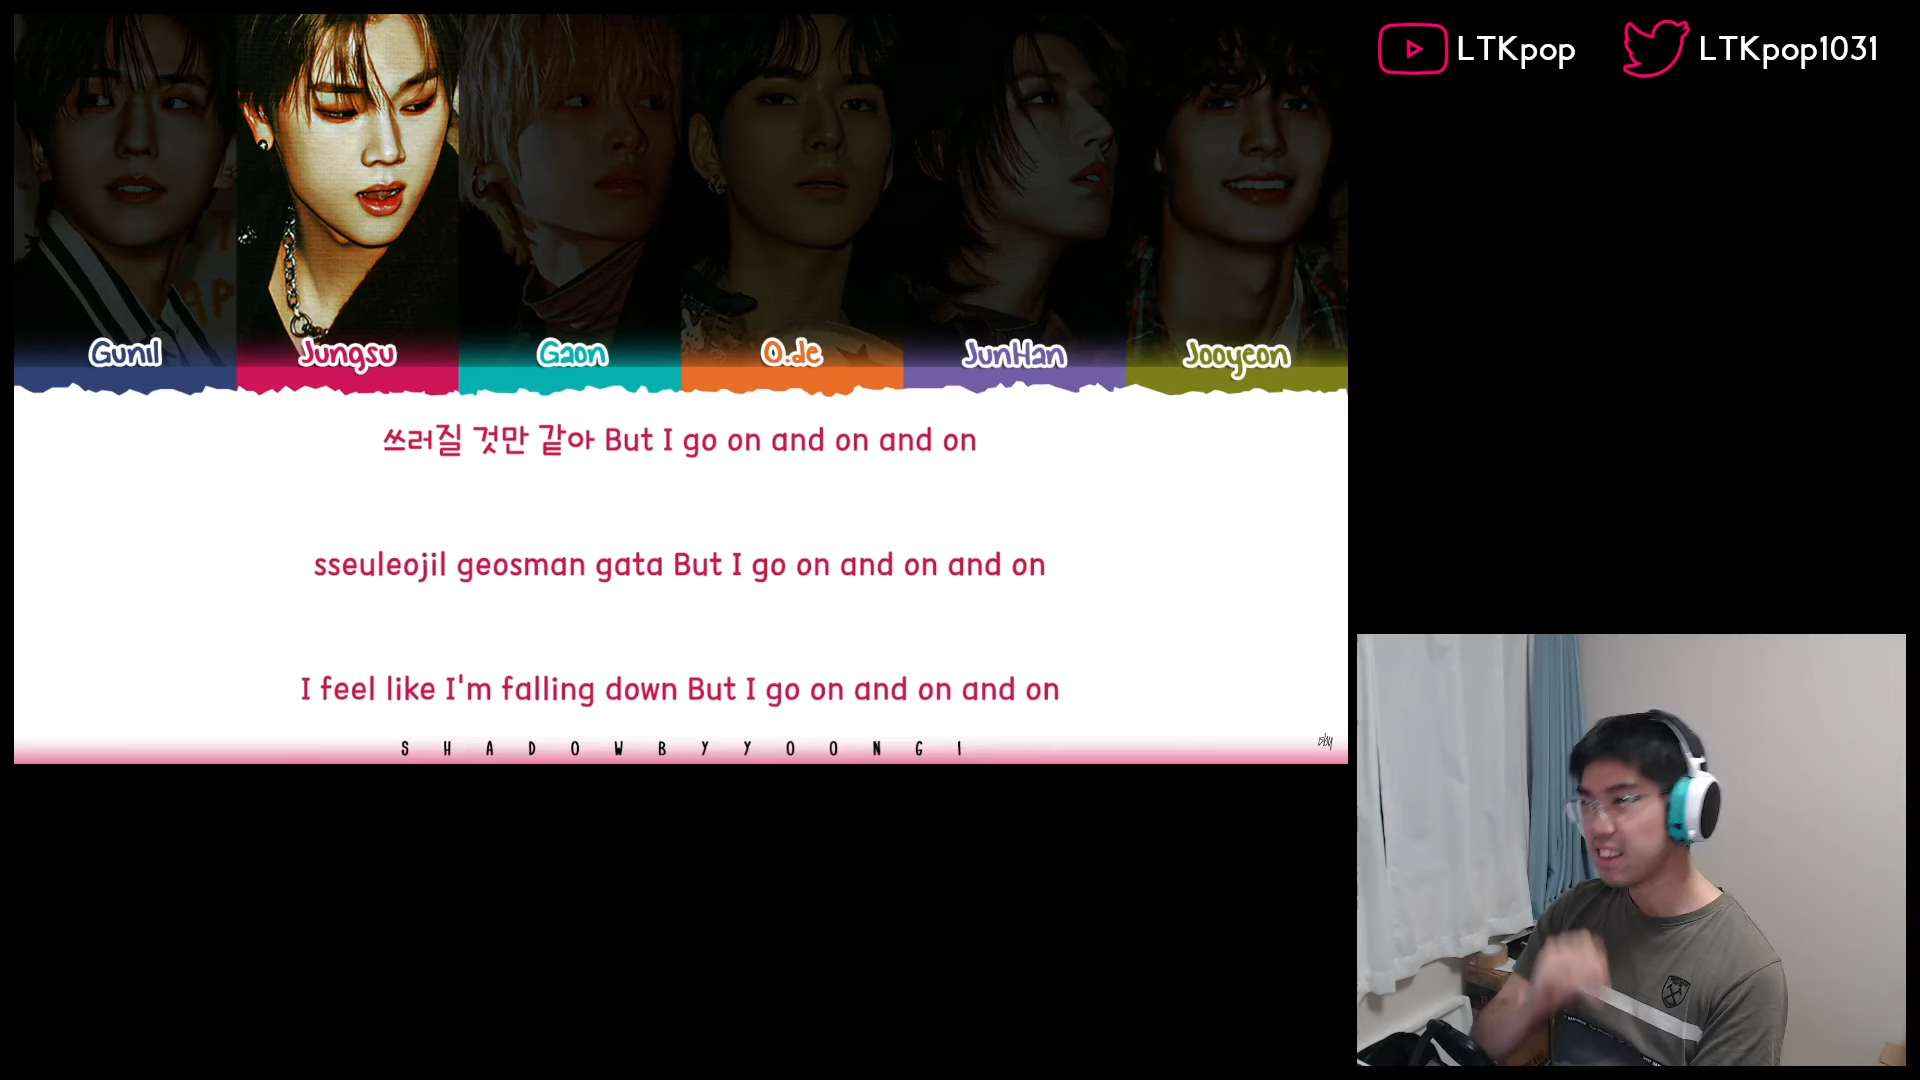 LTKpop LTKpop1031
Gunil Jungsu Gaon O.de JunHan Jooyeon
쓰러질 것만 같아 But I go on and on and on
sseuleojil geosman gata But I go on and on and on
I feel like I'm falling down But I go on and on and on
SHADOWBYYOONGI
sby